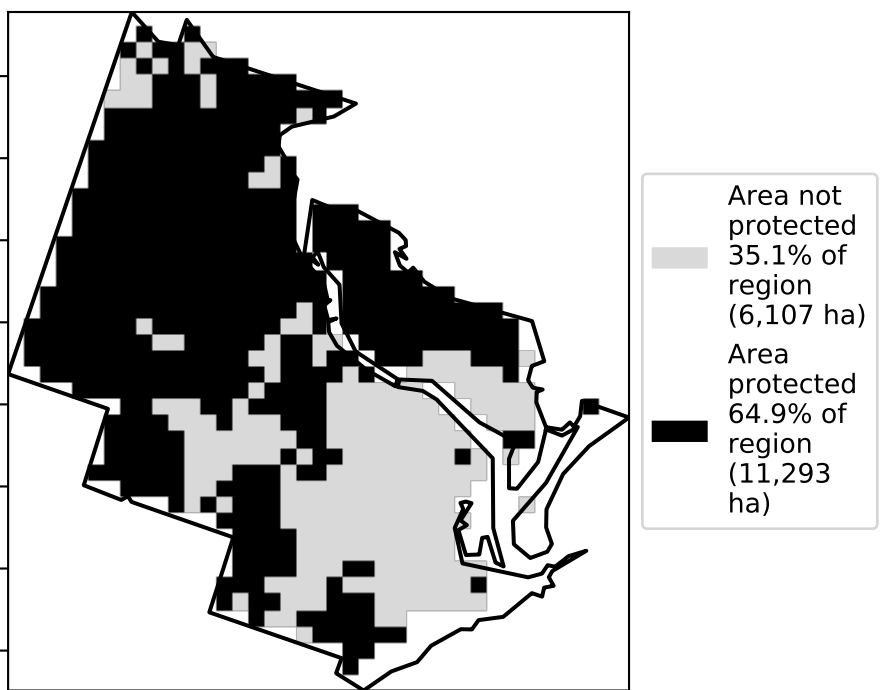 Area not
protected
35.1% of
region
(6,107 ha)
Area
protected
64.9% of
region
(11,293
ha)